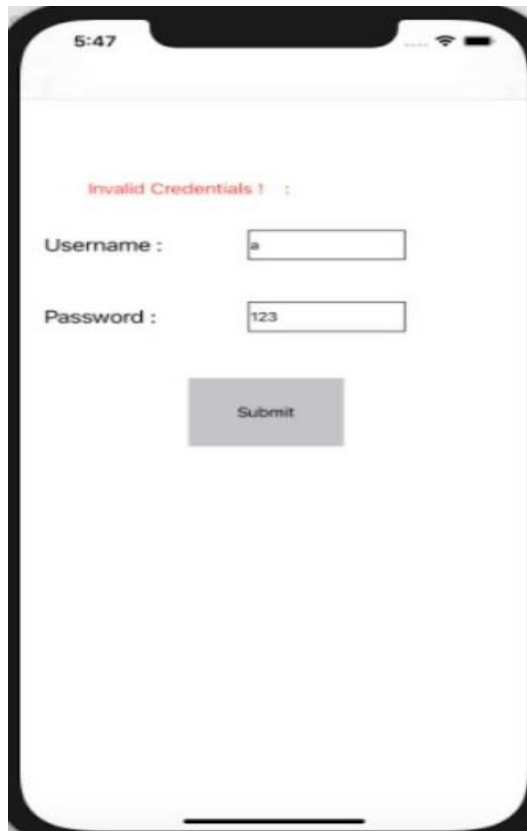 5:47
Invalid Credentials ! :
Username :
a
Password :
123
Submit